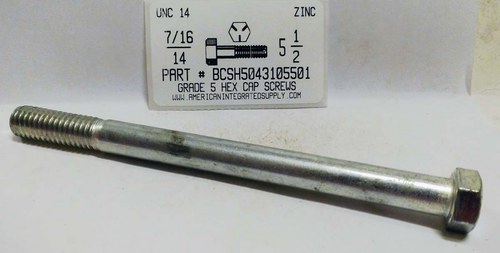 UNC 14 ZINC
7/16 14 5 1/2
PART # BCSH5043105501
GRADE 5 HEX CAP SCREWS
WWW.AMERICANINTEGRATEDSUPPLY.COM